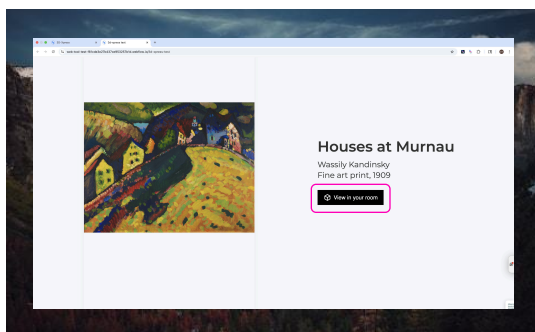 Houses at Murnau
Wassily Kandinsky
Fine art print, 1909
View in your room